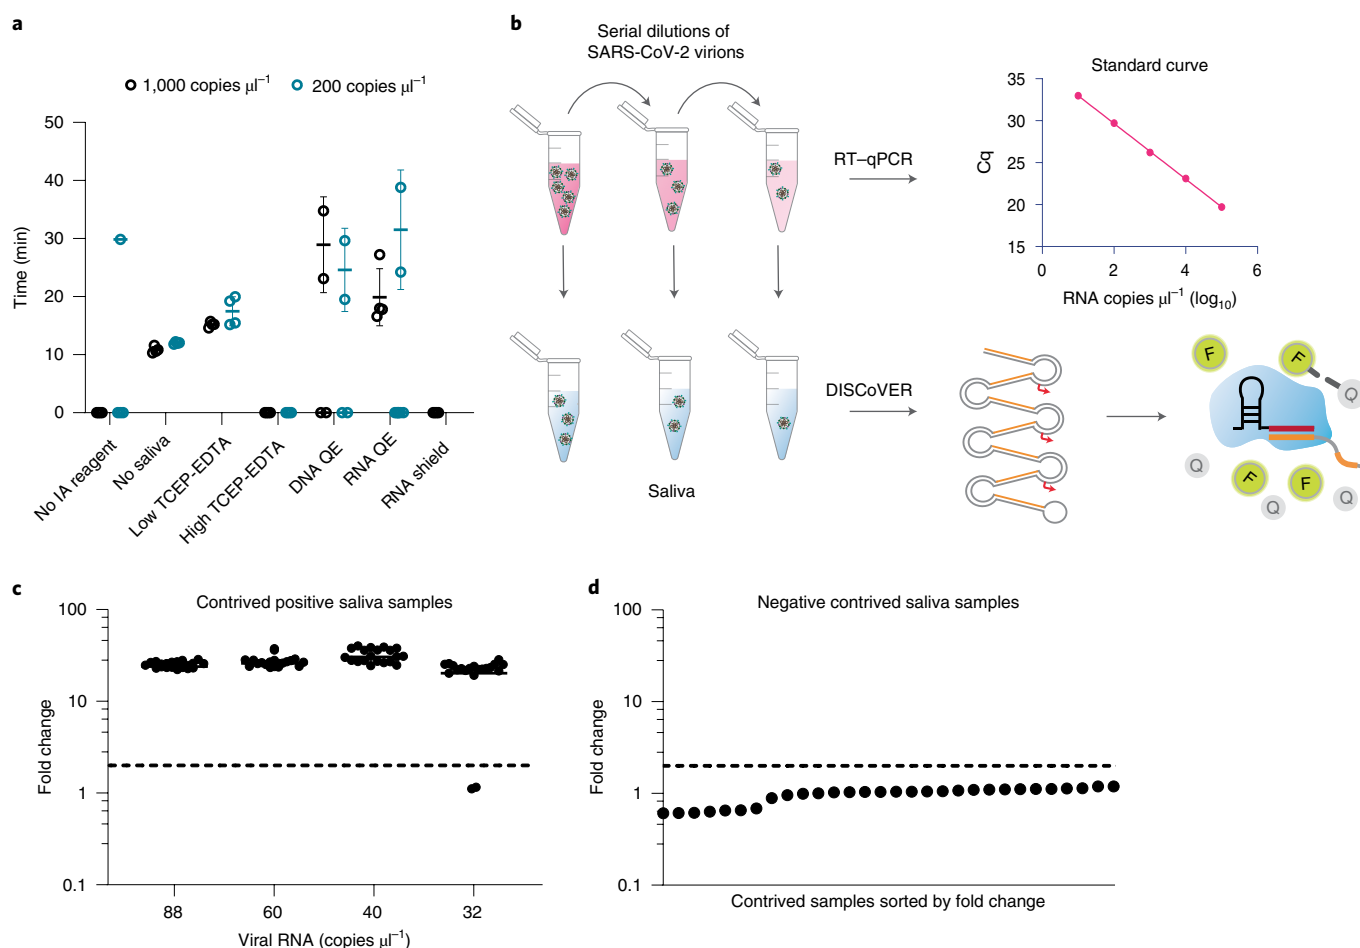 a
1,000 copies μl⁻¹
200 copies μl⁻¹
50
40
30
20
10
0
Time (min)
No IA reagent
No saliva
Low TCEP-EDTA
High TCEP-EDTA
DNA QE
RNA QE
RNA shield
b
Serial dilutions of
SARS-CoV-2 virions
RT–qPCR
Standard curve
35
30
25
20
15
Cq
0
2
4
6
RNA copies μl⁻¹ (log₁₀)
Saliva
DISCoVER
F
F
Q
Q
F
F
Q
Q
c
Contrived positive saliva samples
100
10
1
0.1
Fold change
88
60
40
32
Viral RNA (copies μl⁻¹)
d
Negative contrived saliva samples
100
10
1
0.1
Fold change
Contrived samples sorted by fold change